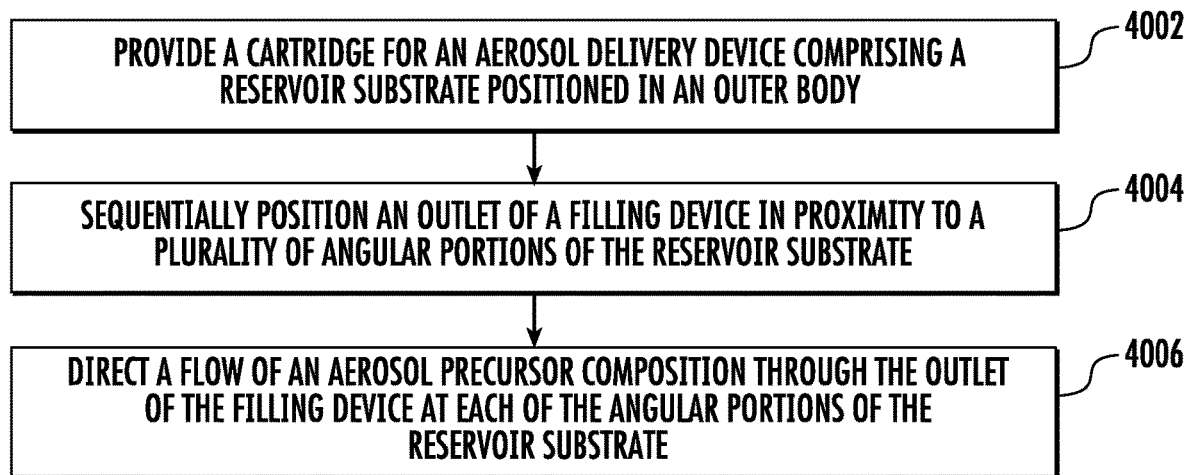 PROVIDE A CARTRIDGE FOR AN AEROSOL DELIVERY DEVICE COMPRISING A
RESERVOIR SUBSTRATE POSITIONED IN AN OUTER BODY
4002
SEQUENTIALLY POSITION AN OUTLET OF A FILLING DEVICE IN PROXIMITY TO A
PLURALITY OF ANGULAR PORTIONS OF THE RESERVOIR SUBSTRATE
4004
DIRECT A FLOW OF AN AEROSOL PRECURSOR COMPOSITION THROUGH THE OUTLET
OF THE FILLING DEVICE AT EACH OF THE ANGULAR PORTIONS OF THE
RESERVOIR SUBSTRATE
4006